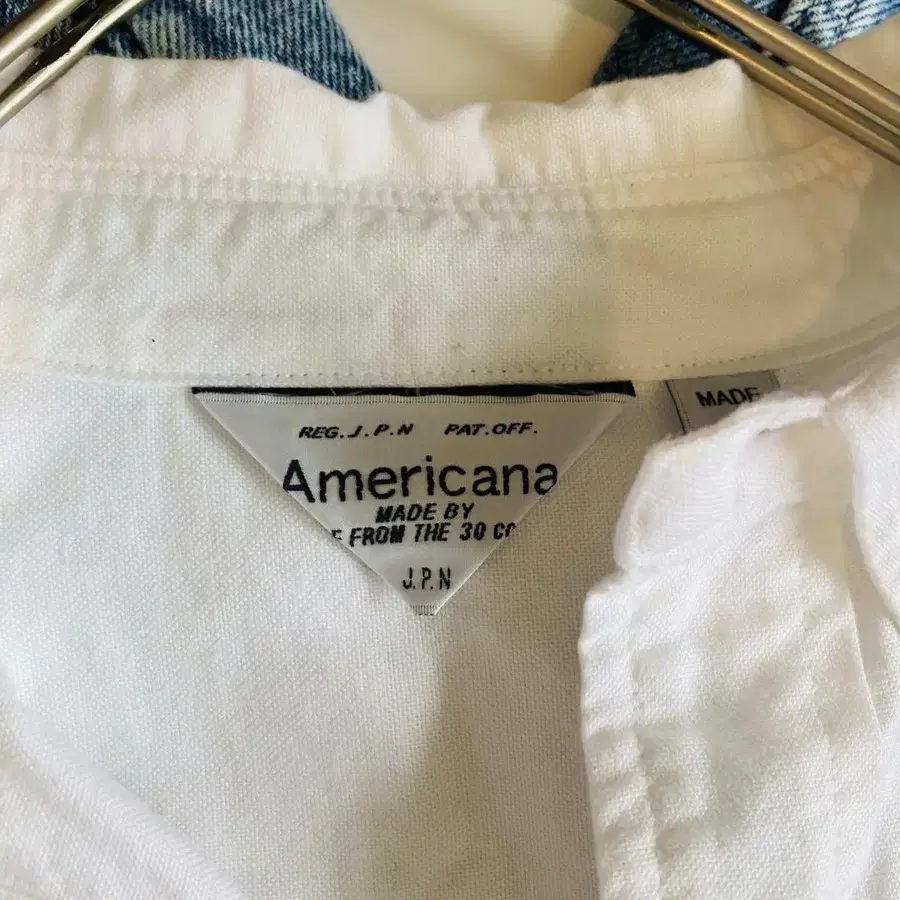 REG. J. P. N PAT. OFF.
Americana
MADE BY
FROM THE 30
J. P. N
MADE